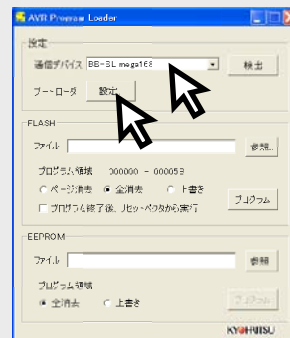 AVR Program Loader
設定
通信デバイス BB-SL mega168 検出
ブートローダ 設定
FLASH
ファイル 参照..
プログラム領域 000000 - 000059
ページ消去 全消去 上書き
プログラム終了後、リセットベクタから実行 プログラム
EEPROM
ファイル 参照
プログラム領域
全消去 上書き プログラム
KYOHRITSU